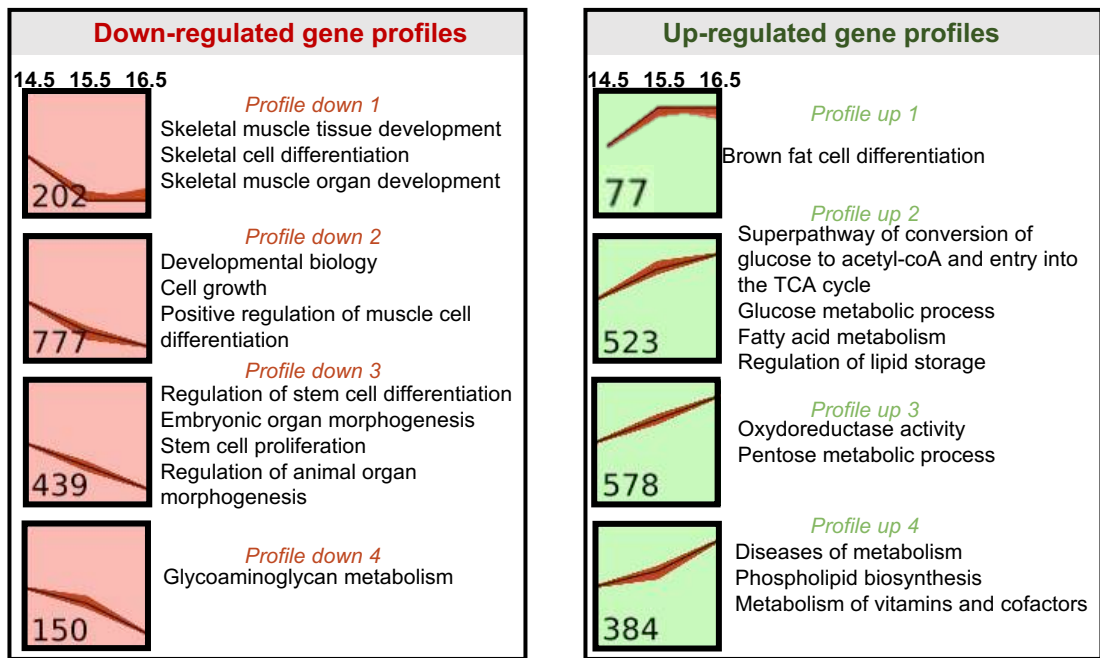 Down-regulated gene profiles
14.5 15.5 16.5
Profile down 1
Skeletal muscle tissue development
Skeletal cell differentiation
Skeletal muscle organ development
202
Profile down 2
Developmental biology
Cell growth
Positive regulation of muscle cell
differentiation
777
Profile down 3
Regulation of stem cell differentiation
Embryonic organ morphogenesis
Stem cell proliferation
Regulation of animal organ
morphogenesis
439
Profile down 4
Glycoaminoglycan metabolism
150
Up-regulated gene profiles
14.5 15.5 16.5
Profile up 1
Brown fat cell differentiation
77
Profile up 2
Superpathway of conversion of
glucose to acetyl-coA and entry into
the TCA cycle
Glucose metabolic process
Fatty acid metabolism
Regulation of lipid storage
523
Profile up 3
Oxydoreductase activity
Pentose metabolic process
578
Profile up 4
Diseases of metabolism
Phospholipid biosynthesis
Metabolism of vitamins and cofactors
384